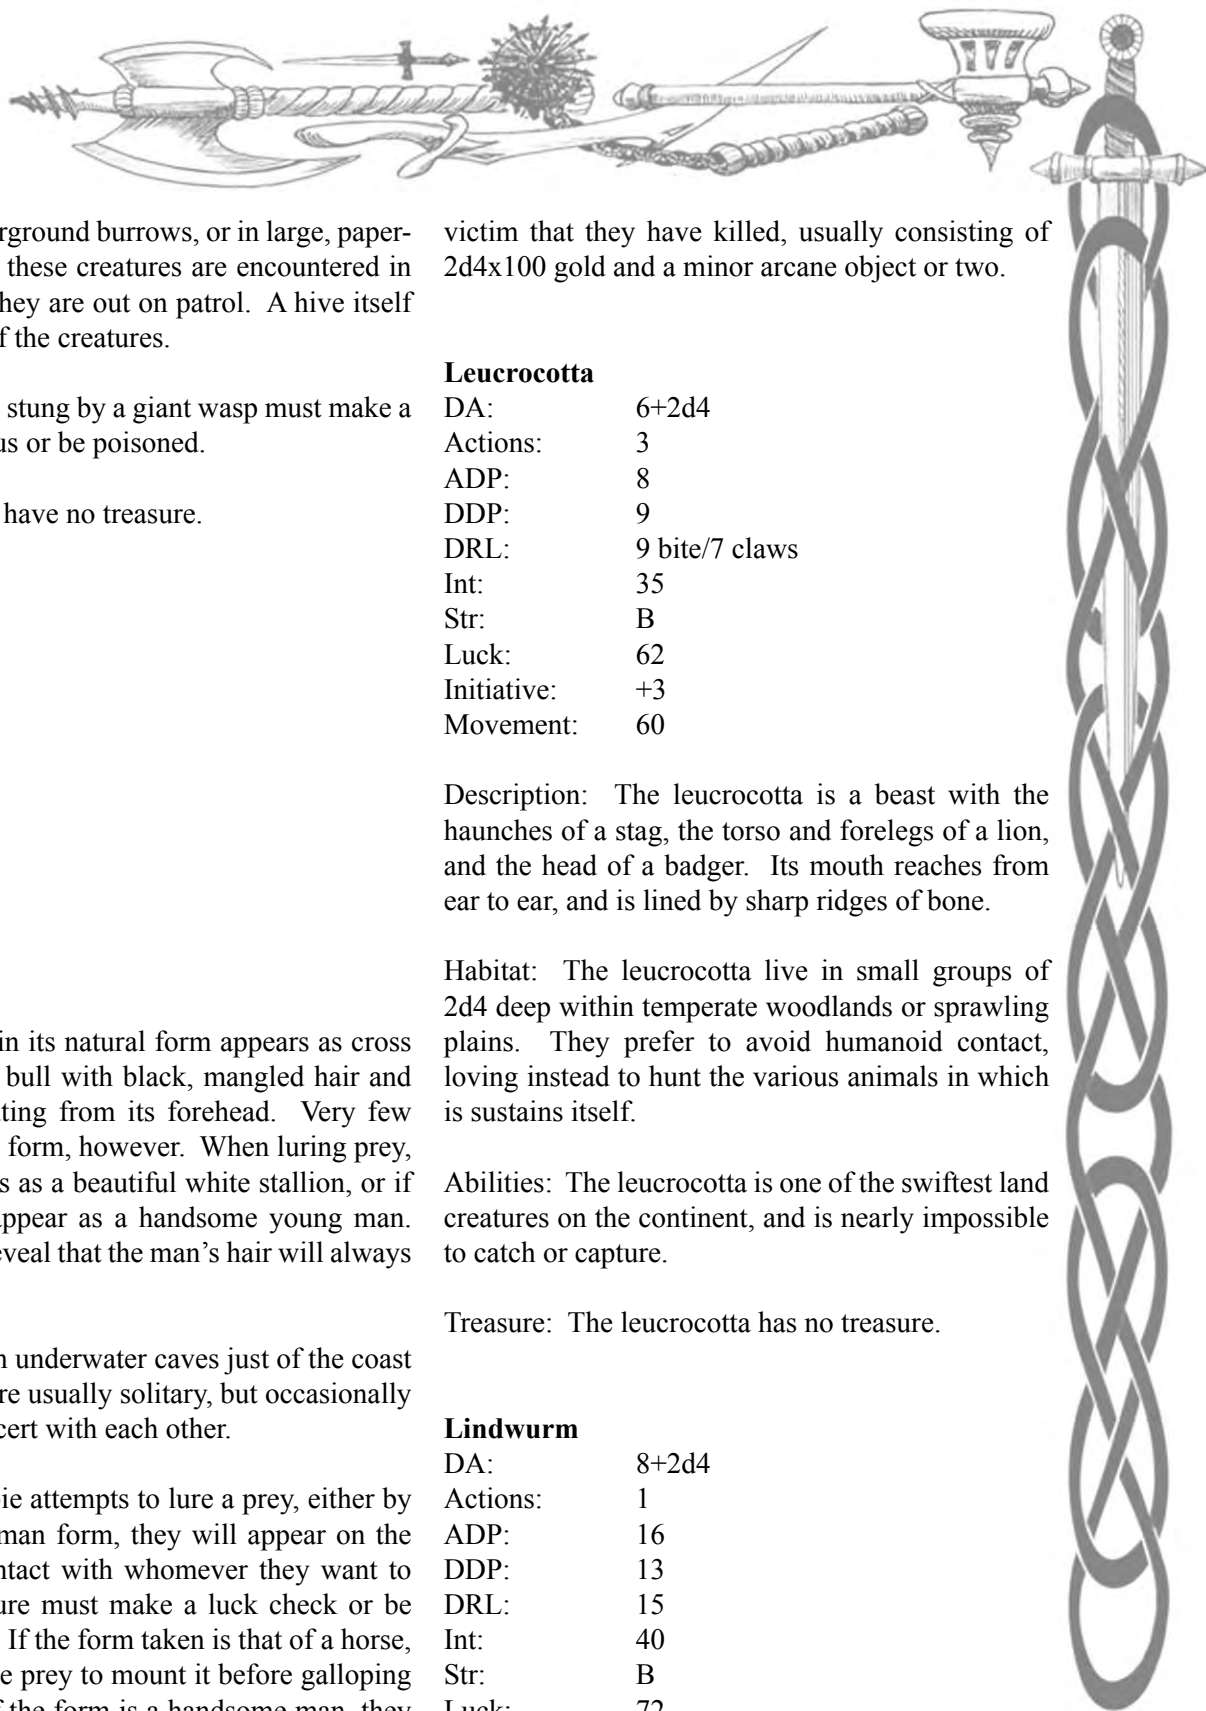 rground burrows, or in large, paper-
these creatures are encountered in
hey are out on patrol. A hive itself
f the creatures.
stung by a giant wasp must make a
us or be poisoned.
have no treasure.
in its natural form appears as cross
bull with black, mangled hair and
ting from its forehead. Very few
form, however. When luring prey,
s as a beautiful white stallion, or if
appear as a handsome young man.
eveal that the man's hair will always
n underwater caves just of the coast
re usually solitary, but occasionally
cert with each other.
ie attempts to lure a prey, either by
man form, they will appear on the
ntact with whomever they want to
ure must make a luck check or be
If the form taken is that of a horse,
e prey to mount it before galloping
f the form is a handsome man, they
victim that they have killed, usually consisting of
2d4x100 gold and a minor arcane object or two.
Leucrocotta
DA: 6+2d4
Actions: 3
ADP: 8
DDP: 9
DRL: 9 bite/7 claws
Int: 35
Str: B
Luck: 62
Initiative: +3
Movement: 60
Description: The leucrocotta is a beast with the
haunches of a stag, the torso and forelegs of a lion,
and the head of a badger. Its mouth reaches from
ear to ear, and is lined by sharp ridges of bone.
Habitat: The leucrocotta live in small groups of
2d4 deep within temperate woodlands or sprawling
plains. They prefer to avoid humanoid contact,
loving instead to hunt the various animals in which
is sustains itself.
Abilities: The leucrocotta is one of the swiftest land
creatures on the continent, and is nearly impossible
to catch or capture.
Treasure: The leucrocotta has no treasure.
Lindwurm
DA: 8+2d4
Actions: 1
ADP: 16
DDP: 13
DRL: 15
Int: 40
Str: B
Luck: 72